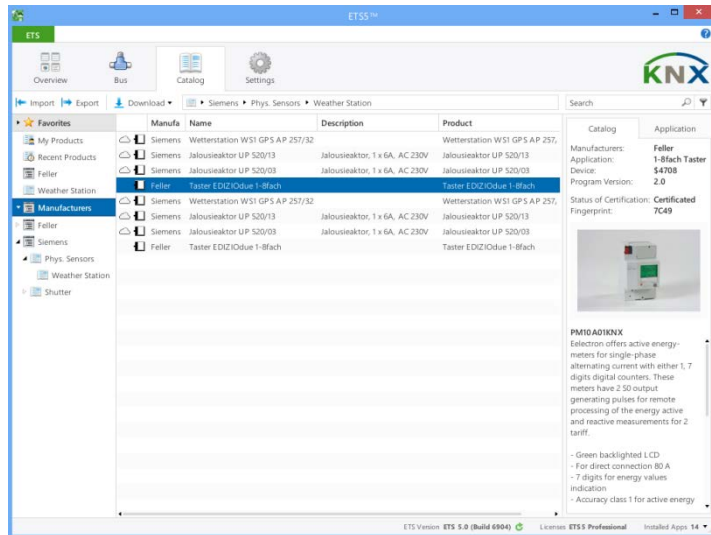 ETS5™
ETS
Overview
Bus
Catalog
Settings
KNX
Import Export Download Siemens Phys. Sensors Weather Station
Search
Favorites
My Products
Recent Products
Feller
Weather Station
Manufacturers
Feller
Siemens
Phys. Sensors
Weather Station
Shutter
Manufa Name Description Product
Siemens Wetterstation WS1 GPS AP 257/32 Wetterstation WS1 GPS AP 257,
Siemens Jalousieaktor UP 520/13 Jalousieaktor, 1 x 6A, AC 230V Jalousieaktor UP 520/13
Siemens Jalousieaktor UP 520/03 Jalousieaktor, 1 x 6A, AC 230V Jalousieaktor UP 520/03
Feller Taster EDIZIOdue 1-8fach Taster EDIZIOdue 1-8fach
Siemens Wetterstation WS1 GPS AP 257/32 Wetterstation WS1 GPS AP 257,
Siemens Jalousieaktor UP 520/13 Jalousieaktor, 1 x 6A, AC 230V Jalousieaktor UP 520/13
Siemens Jalousieaktor UP 520/03 Jalousieaktor, 1 x 6A, AC 230V Jalousieaktor UP 520/03
Feller Taster EDIZIOdue 1-8fach Taster EDIZIOdue 1-8fach
Catalog Application
Manufacturers: Feller
Application: 1-8fach Taster
Device: $4708
Program Version: 2.0
Status of Certification: Certificated
Fingerprint: 7C49
PM10A01KNX
Eelectron offers active energy-
meters for single-phase
alternating current with either 1, 7
digits digital counters. These
meters have 2 S0 output
generating pulses for remote
processing of the energy active
and reactive measurements for 2
tariff.
- Green backlighted LCD
- For direct connection 80 A
- 7 digits for energy values
indication
- Accuracy class 1 for active energy
ETS Version ETS 5.0 (Build 6904) Licenses ETS5 Professional Installed Apps 14